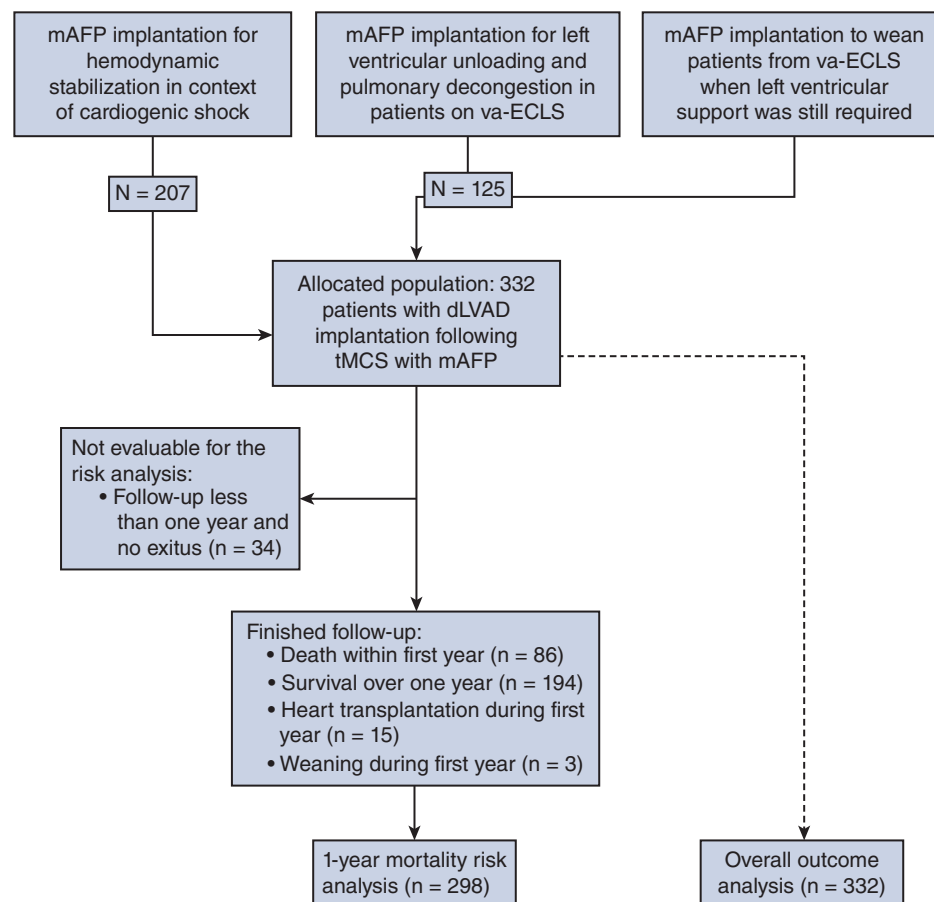 mAFP implantation for
hemodynamic
stabilization in context
of cardiogenic shock
mAFP implantation for left
ventricular unloading and
pulmonary decongestion in
patients on va-ECLS
mAFP implantation to wean
patients from va-ECLS
when left ventricular
support was still required
N = 207
N = 125
Allocated population: 332
patients with dLVAD
implantation following
tMCS with mAFP
Not evaluable for the
risk analysis:
• Follow-up less
than one year and
no exitus (n = 34)
Finished follow-up:
• Death within first year (n = 86)
• Survival over one year (n = 194)
• Heart transplantation during first
year (n = 15)
• Weaning during first year (n = 3)
1-year mortality risk
analysis (n = 298)
Overall outcome
analysis (n = 332)